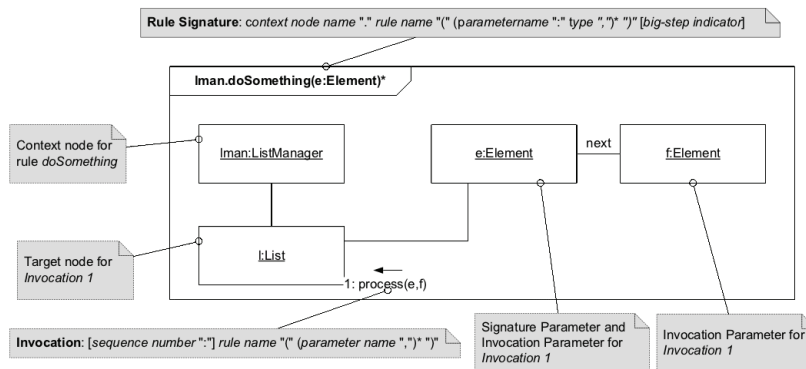 Rule Signature: context node name "." rule name "(" (parametername ":" type ",")* ")" [big-step indicator]
lman.doSomething(e:Element)*
Context node for
rule doSomething
lman:ListManager
e:Element
next
f:Element
Target node for
Invocation 1
l:List
1: process(e,f)
Invocation: [sequence number ":"] rule name "(" (parameter name ",")* ")"
Signature Parameter and
Invocation Parameter for
Invocation 1
Invocation Parameter for
Invocation 1